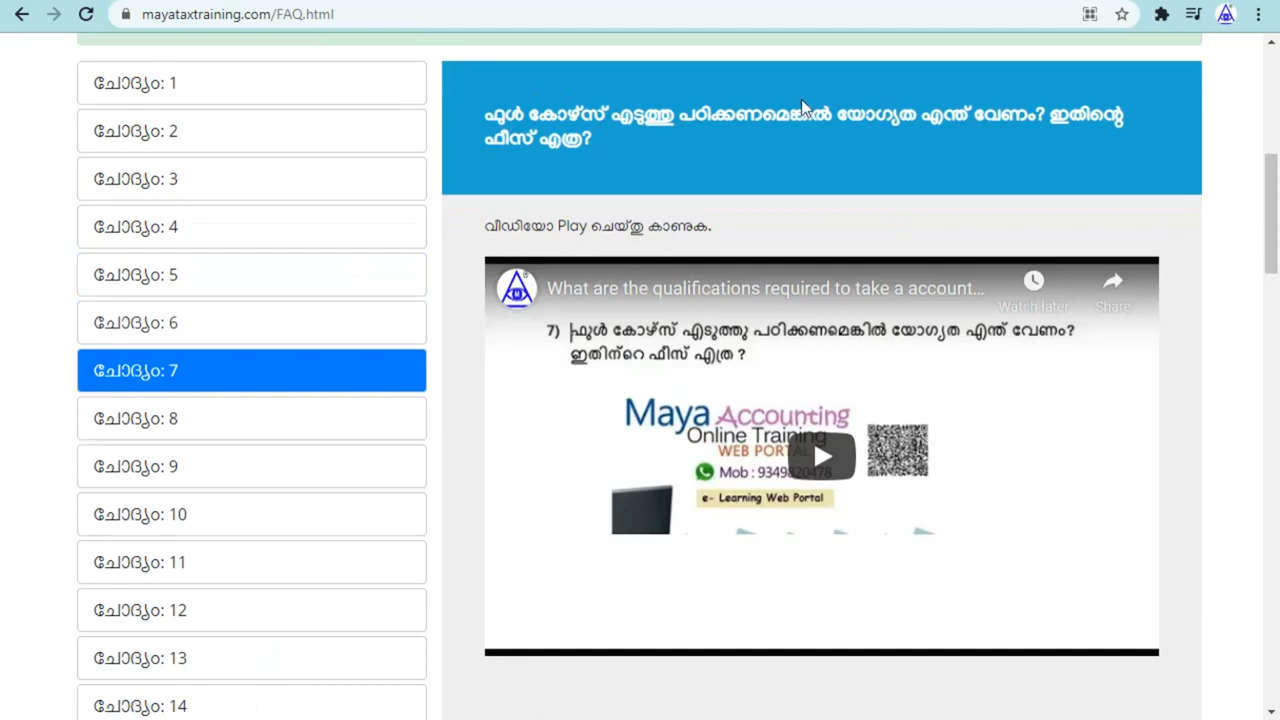 mayataxtraining.com/FAQ.html
ചോദ്യം: 1
ചോദ്യം: 2
ചോദ്യം: 3
ചോദ്യം: 4
ചോദ്യം: 5
ചോദ്യം: 6
ചോദ്യം: 7
ചോദ്യം: 8
ചോദ്യം: 9
ചോദ്യം: 10
ചോദ്യം: 11
ചോദ്യം: 12
ചോദ്യം: 13
ചോദ്യം: 14
ഫുൾ കോഴ്സ് എടുത്തു പഠിക്കണമെങ്കിൽ യോഗ്യത എന്ത് വേണം? ഇതിന്റെ
ഫീസ് എത്ര?
വീഡിയോ Play ചെയ്തു കാണുക.
What are the qualifications required to take a account...
Watch later
Share
7) ഫുൾ കോഴ്സ് എടുത്തു പഠിക്കണമെങ്കിൽ യോഗ്യത എന്ത് വേണം?
ഇതിന്റെ ഫീസ് എത്ര ?
Maya Accounting
Online Training
WEB PORTAL
Mob : 9349820478
e- Learning Web Portal